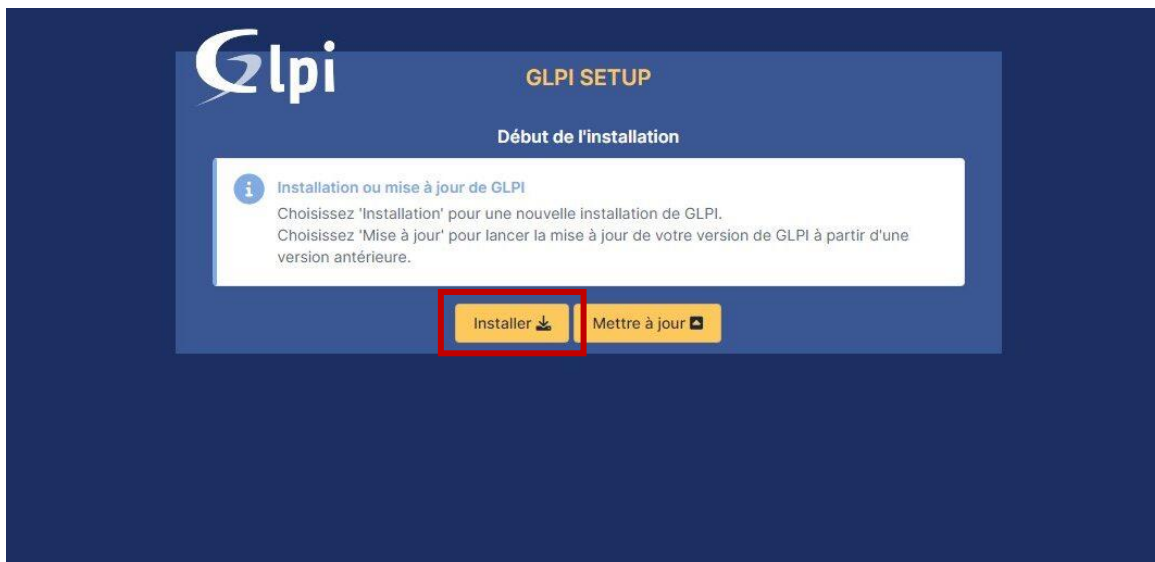 Glpi
GLPI SETUP
Début de l'installation
Installation ou mise à jour de GLPI
Choisissez 'Installation' pour une nouvelle installation de GLPI.
Choisissez 'Mise à jour' pour lancer la mise à jour de votre version de GLPI à partir d'une
version antérieure.
Installer Mettre à jour